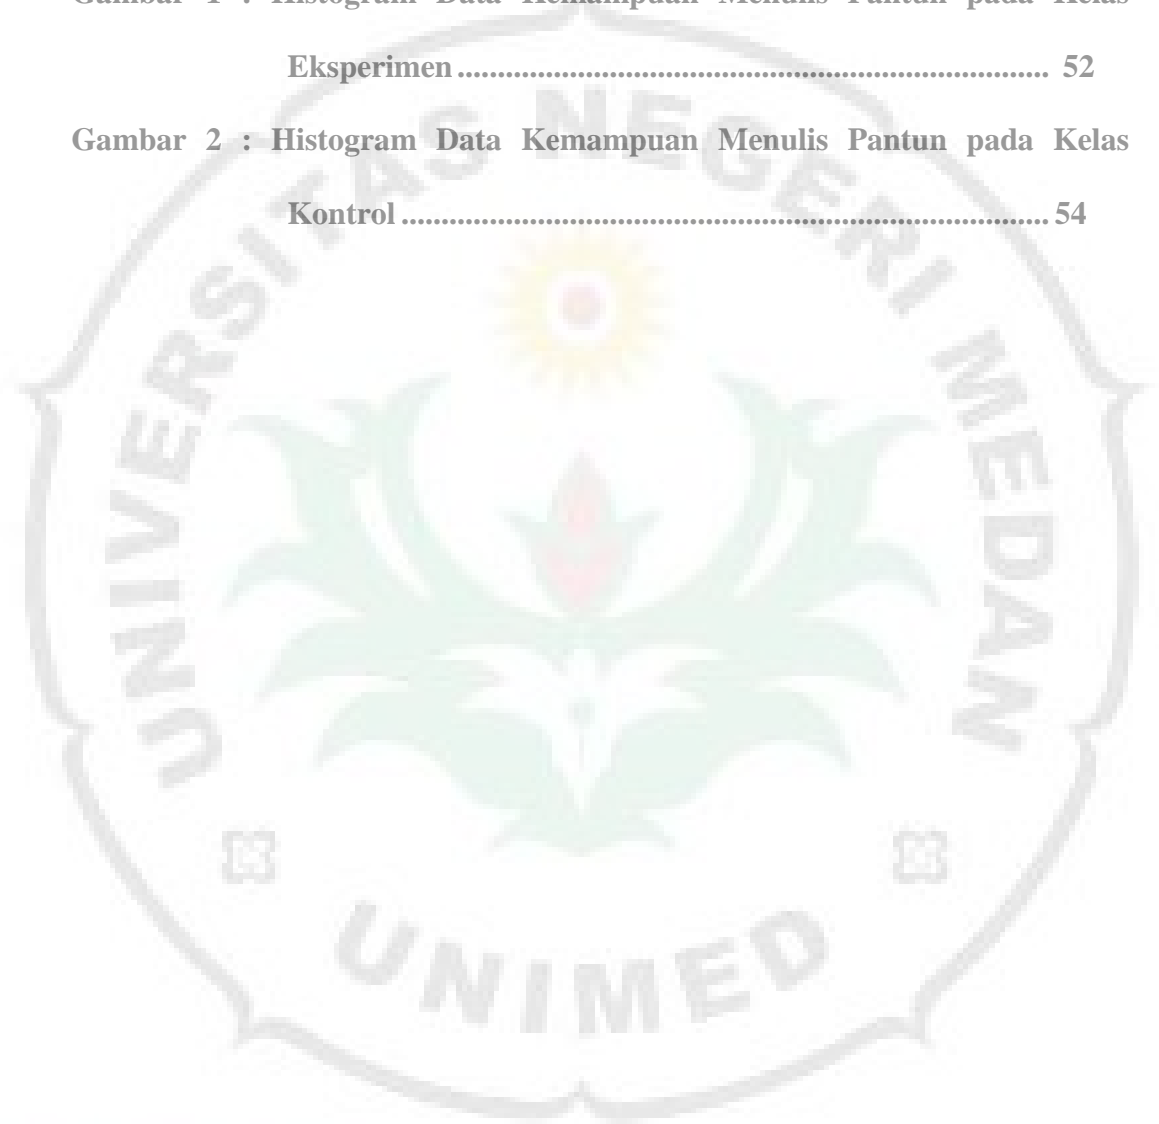 Gambar 1 : Histogram Data Kemampuan Menulis Pantun pada Kelas
Eksperimen.......................................................................... 52
Gambar 2 : Histogram Data Kemampuan Menulis Pantun pada Kelas
Kontrol ................................................................................. 54
UNIVERSITAS NEGERI MEDAN
UNIMED